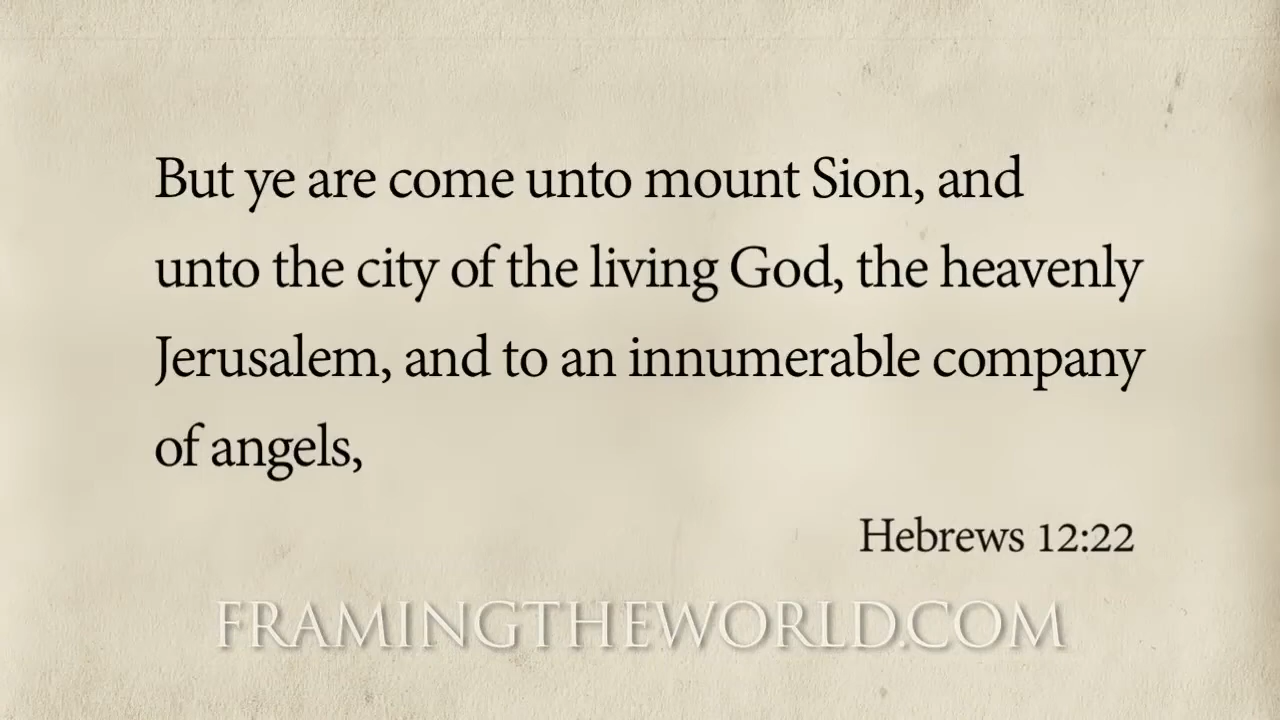 But ye are come unto mount Sion, and
unto the city of the living God, the heavenly
Jerusalem, and to an innumerable company
of angels,
Hebrews 12:22
FRAMINGTHEWORLD.COM